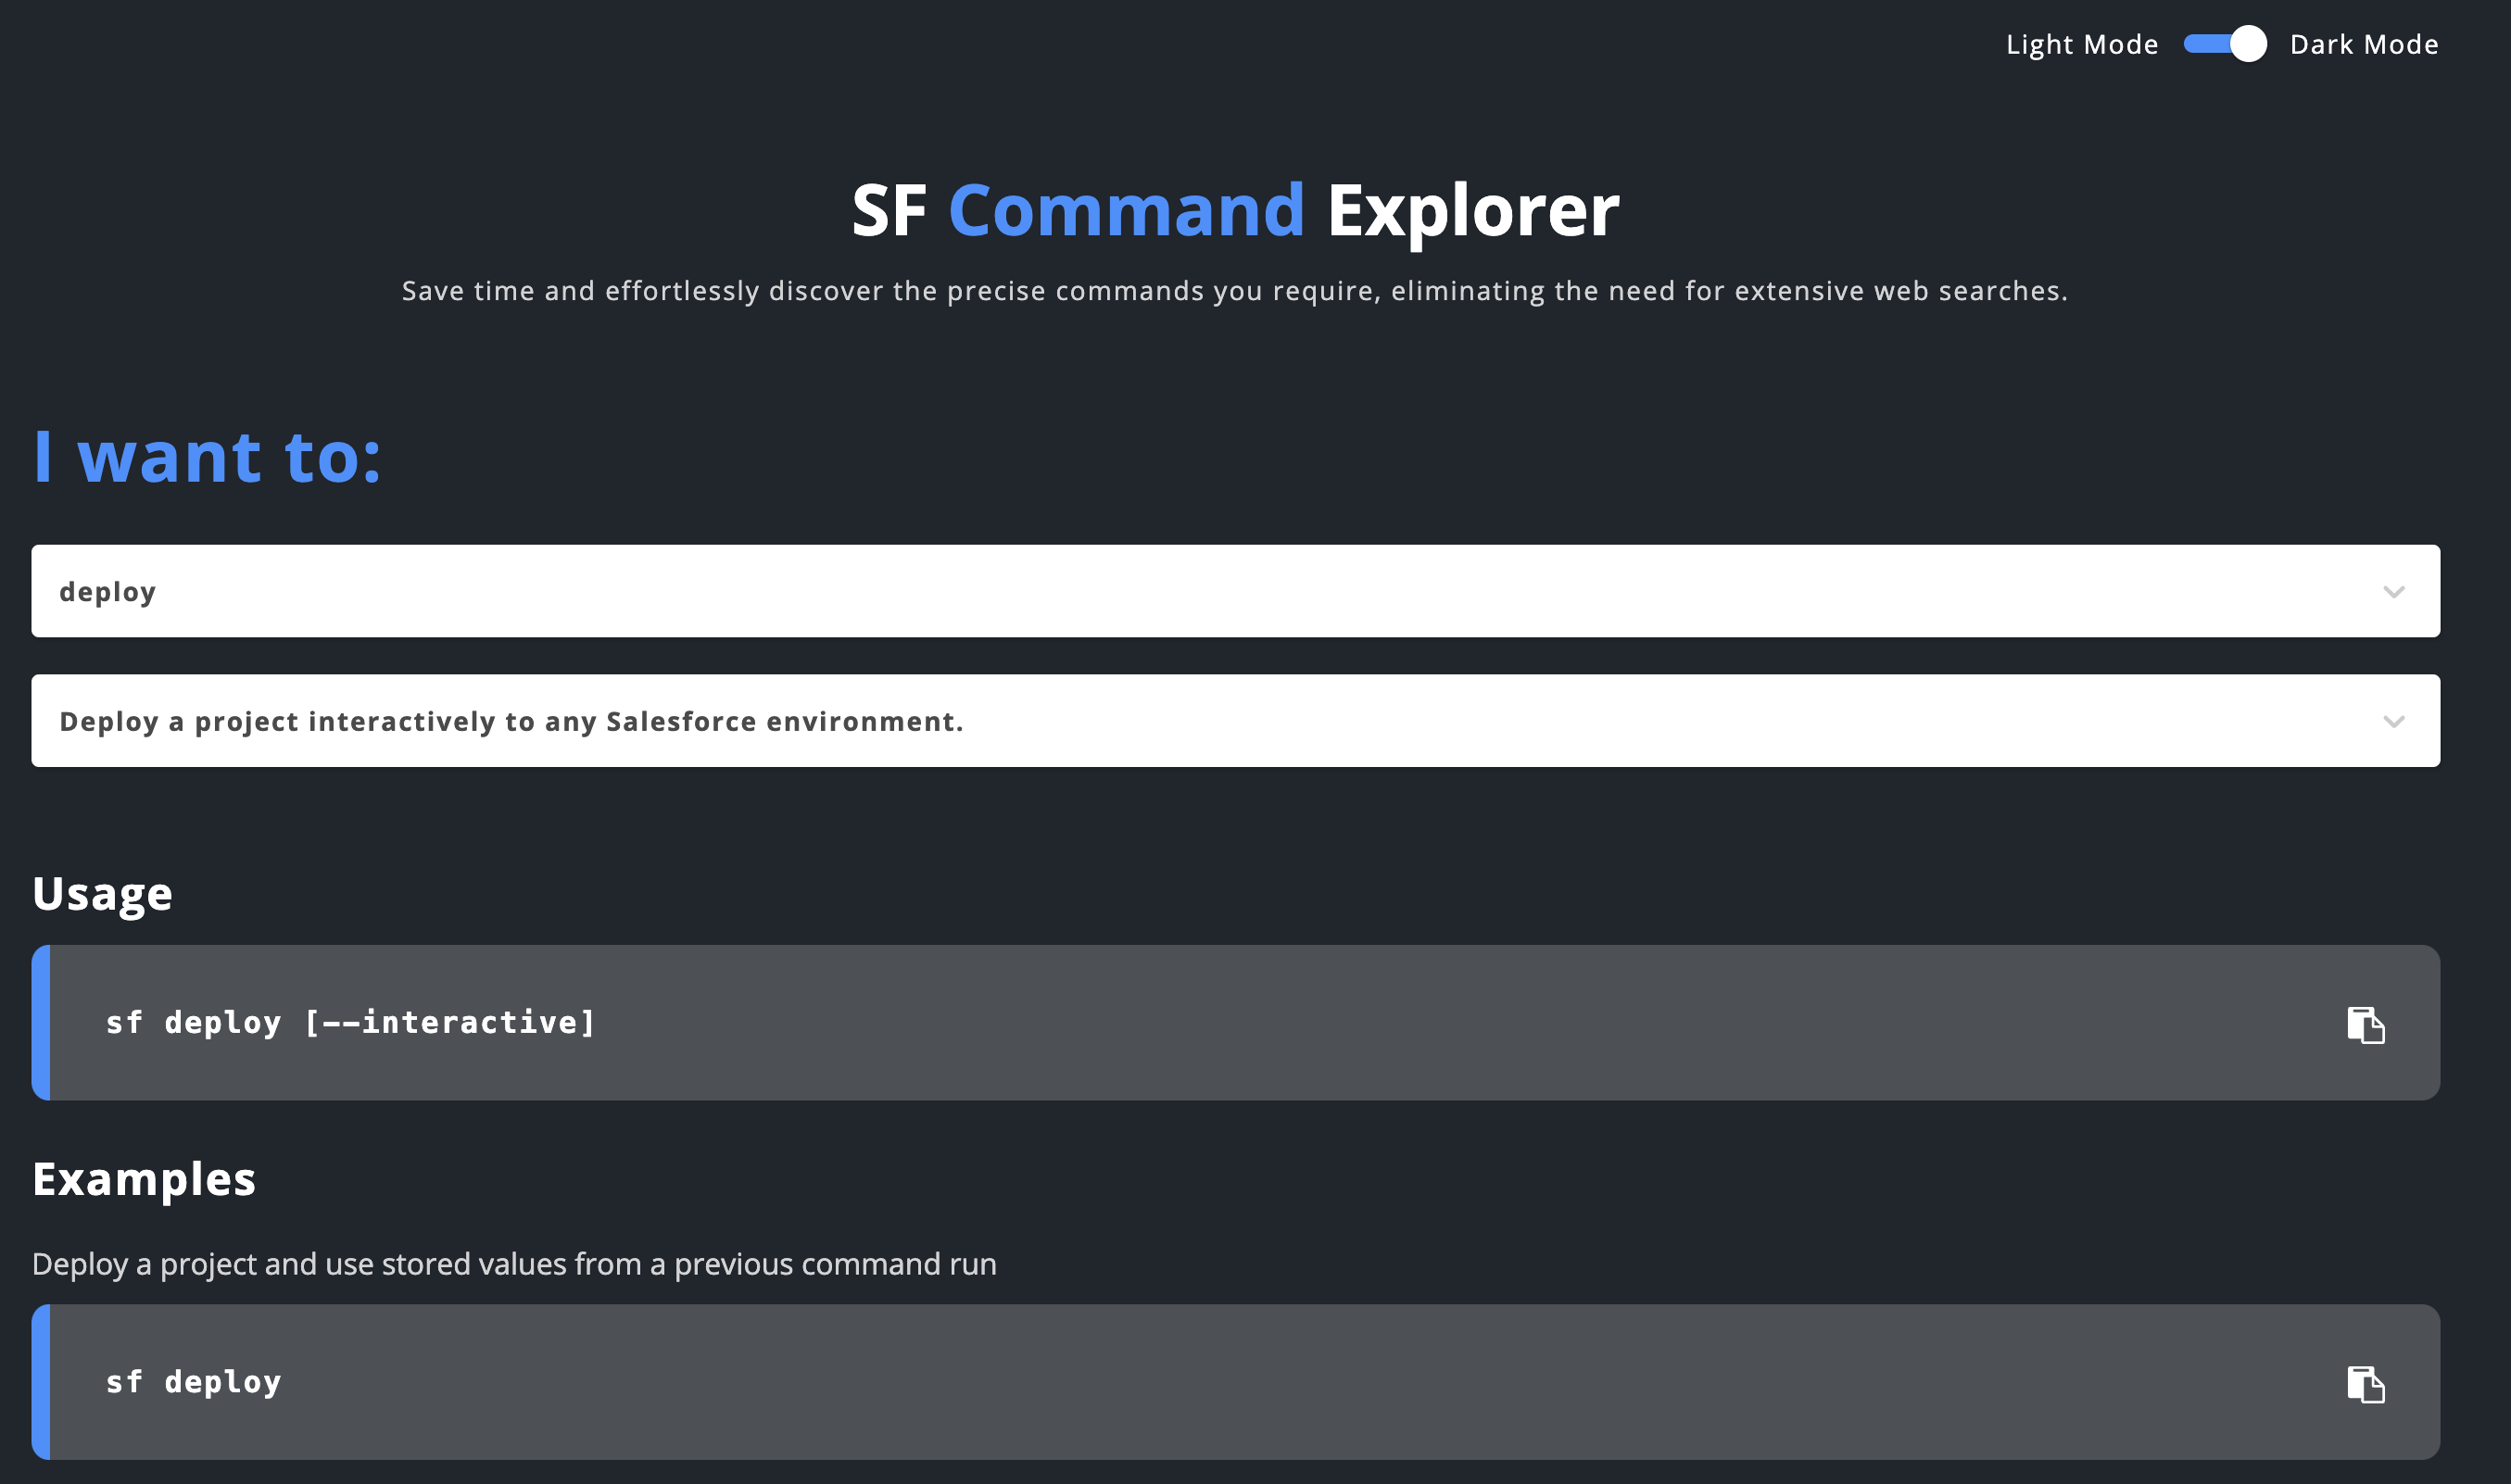 Light Mode Dark Mode
SF Command Explorer
Save time and effortlessly discover the precise commands you require, eliminating the need for extensive web searches.
I want to:
deploy
Deploy a project interactively to any Salesforce environment.
Usage
sf deploy [--interactive]
Examples
Deploy a project and use stored values from a previous command run
sf deploy